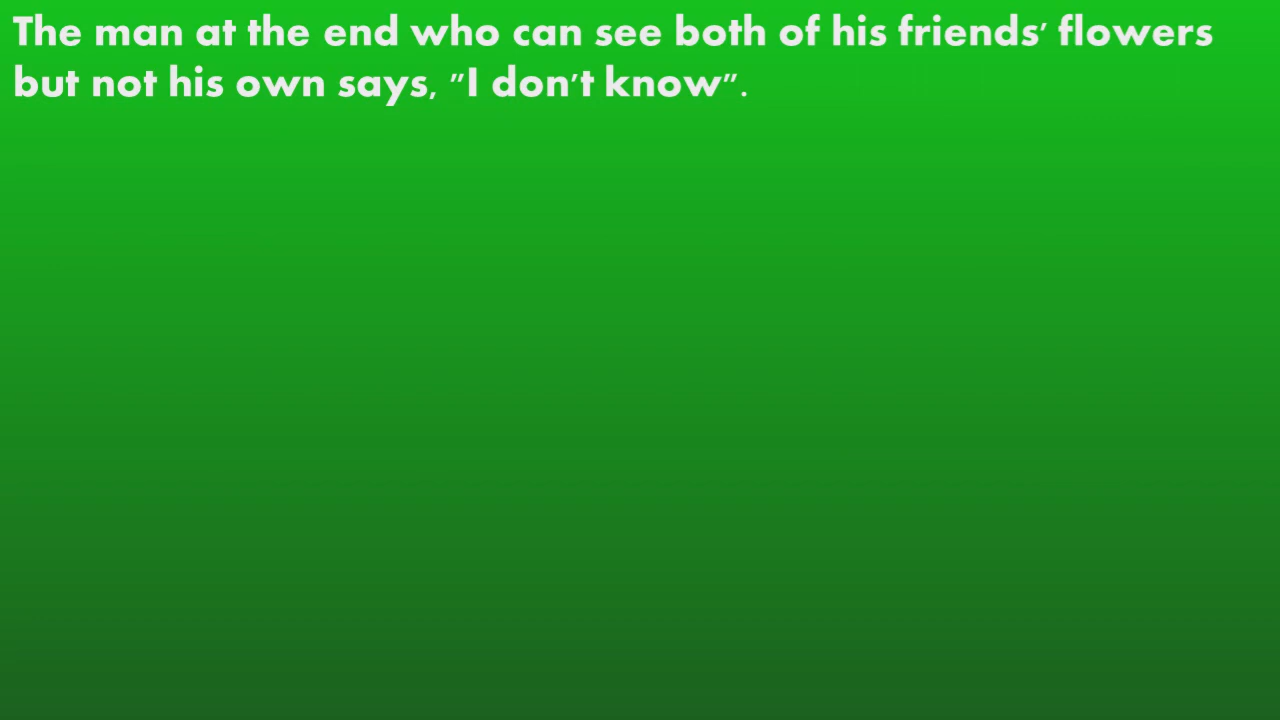 The man at the end who can see both of his friends' flowers
but not his own says, "I don't know".